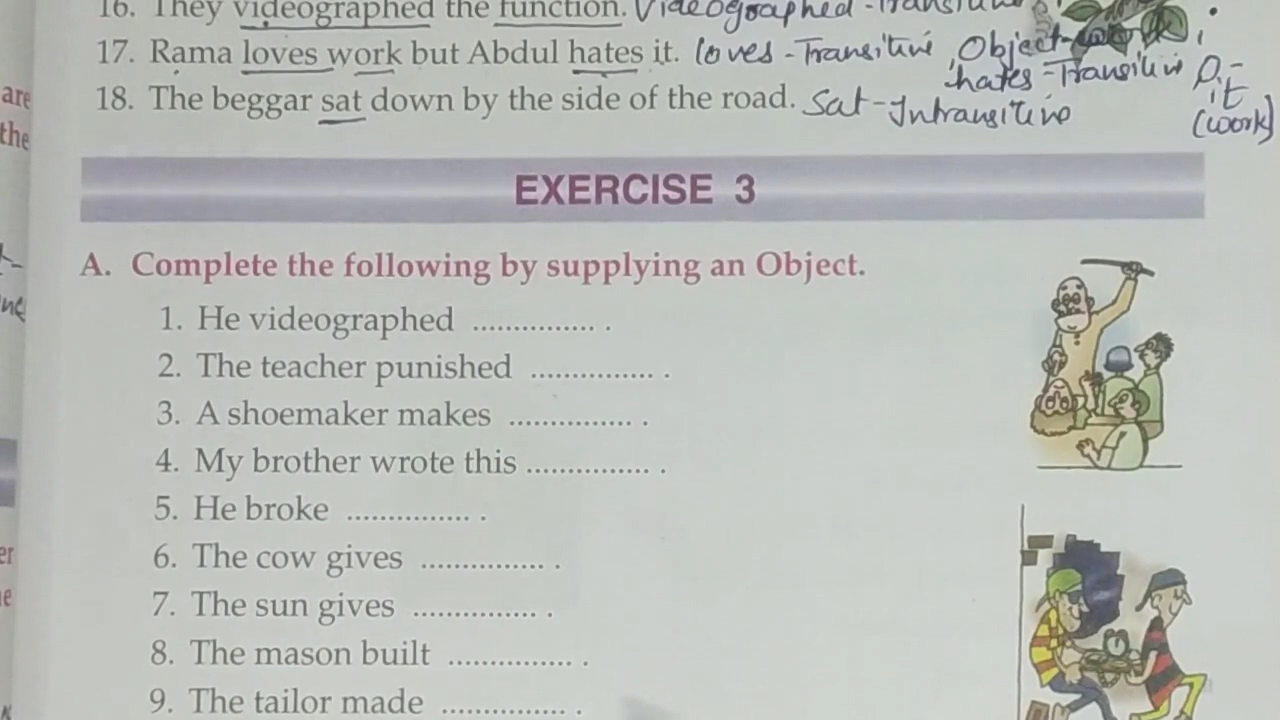 16. They videographed the function. Videographed -
17. Rama loves work but Abdul hates it. loves - Transitive, Object-
hates - Transitive O-
it
18. The beggar sat down by the side of the road. Sat - Intransitive (work)
are
the
EXERCISE 3
A. Complete the following by supplying an Object.
1. He videographed ............... .
2. The teacher punished ............... .
3. A shoemaker makes ............... .
4. My brother wrote this ............... .
5. He broke ............... .
6. The cow gives ............... .
7. The sun gives ............... .
8. The mason built ............... .
9. The tailor made ............... .
er